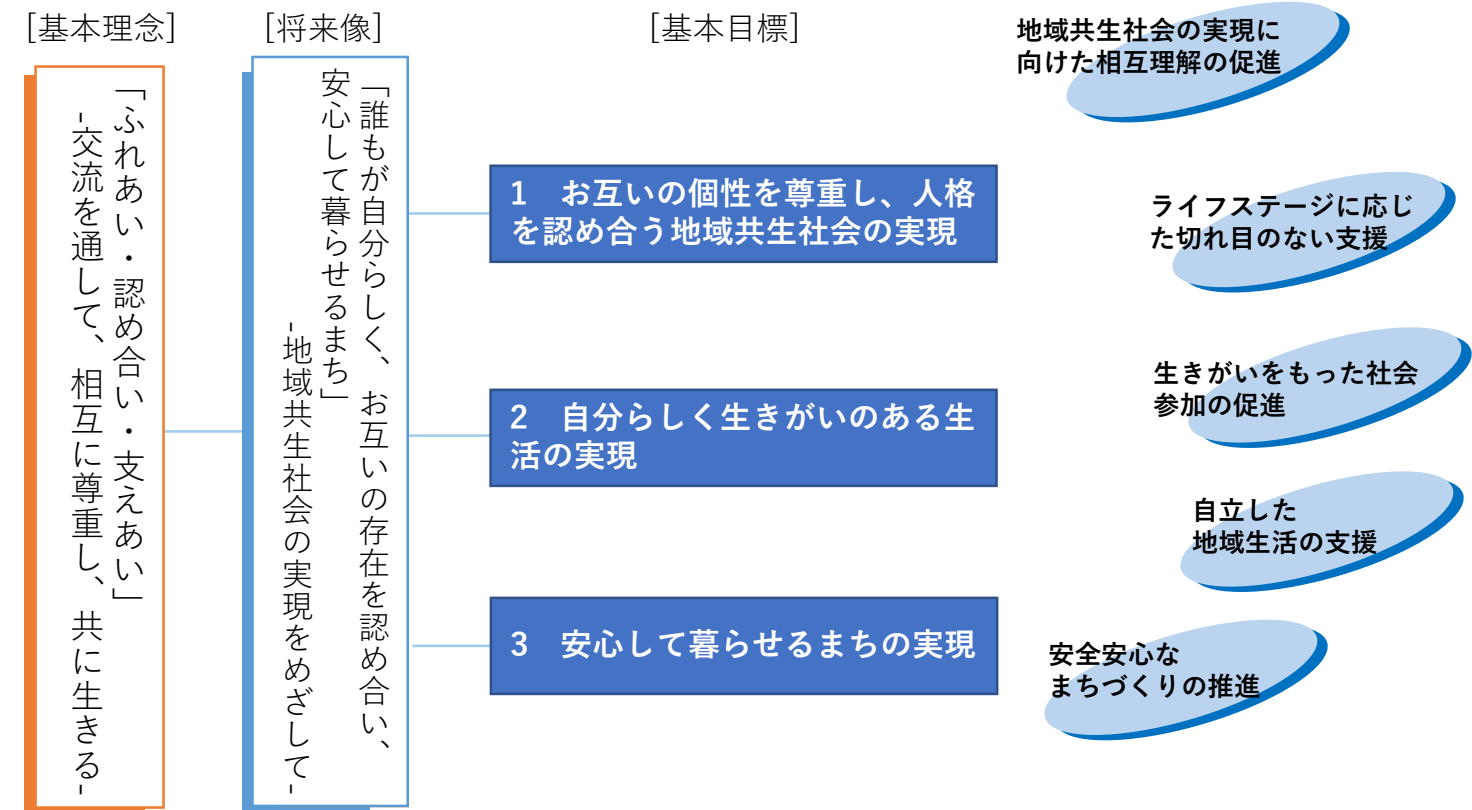 [基本理念]
「ふれあい・認め合い・支えあい」
-交流を通して、相互に尊重し、共に生きる-
[将来像]
「誰もが自分らしく、お互いの存在を認め合い、
安心して暮らせるまち」
-地域共生社会の実現をめざして-
[基本目標]
1　お互いの個性を尊重し、人格
を認め合う地域共生社会の実現
2　自分らしく生きがいのある生
活の実現
3　安心して暮らせるまちの実現
地域共生社会の実現に
向けた相互理解の促進
ライフステージに応じ
た切れ目のない支援
生きがいをもった社会
参加の促進
自立した
地域生活の支援
安全安心な
まちづくりの推進